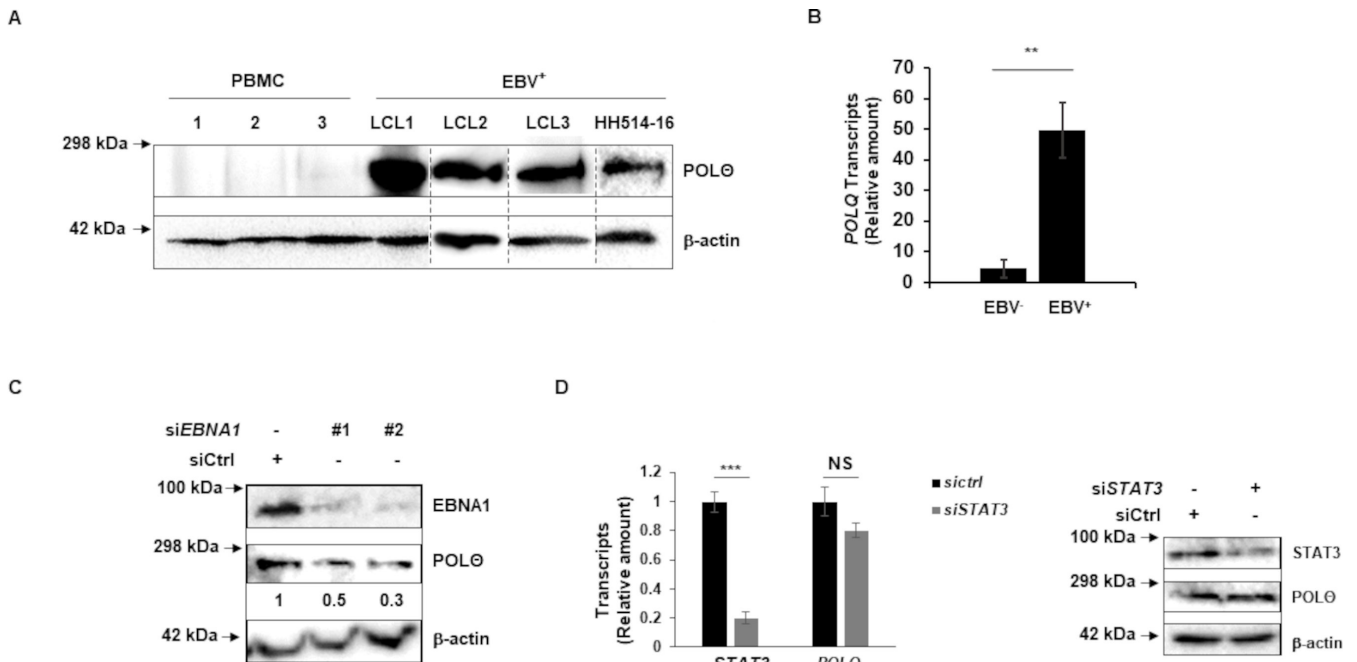 A
PBMC EBV⁺
1 2 3 LCL1 LCL2 LCL3 HH514-16
298 kDa
POLΘ
42 kDa
β-actin
B
**
70
60
50
40
30
20
10
0
POLQ Transcripts
(Relative amount)
EBV⁻ EBV⁺
C
siEBNA1 - #1 #2
siCtrl + - -
100 kDa
EBNA1
298 kDa
POLΘ
1 0.5 0.3
42 kDa
β-actin
D
1.2
1
0.8
0.6
0.4
0.2
0
Transcripts
(Relative amount)
*** NS
STAT3 POLQ
sictrl
siSTAT3
siSTAT3 - +
siCtrl + -
100 kDa
STAT3
298 kDa
POLΘ
42 kDa
β-actin